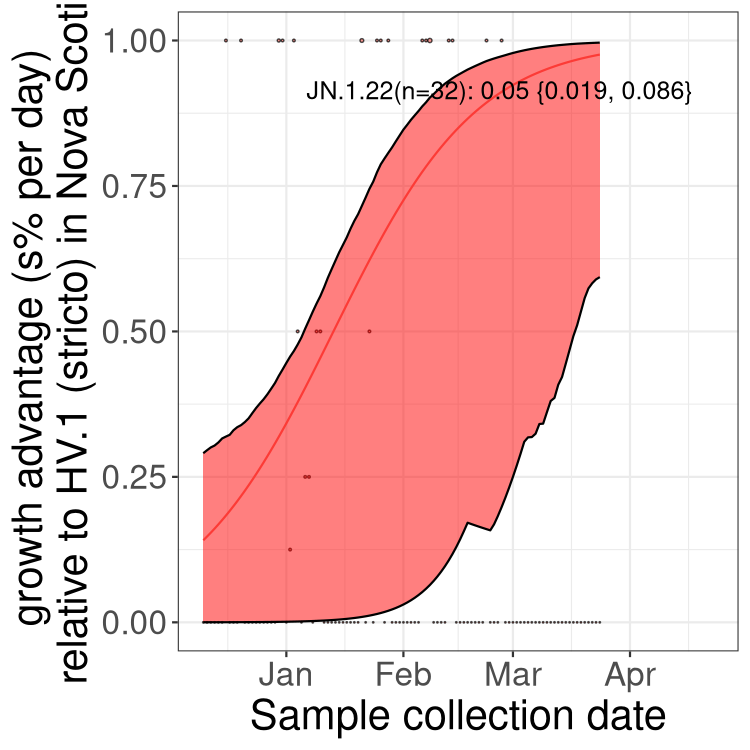 growth advantage (s% per day)
relative to HV.1 (stricto) in Nova Scoti
1.00
0.75
0.50
0.25
0.00
JN.1.22(n=32): 0.05 {0.019, 0.086}
Jan Feb Mar Apr
Sample collection date